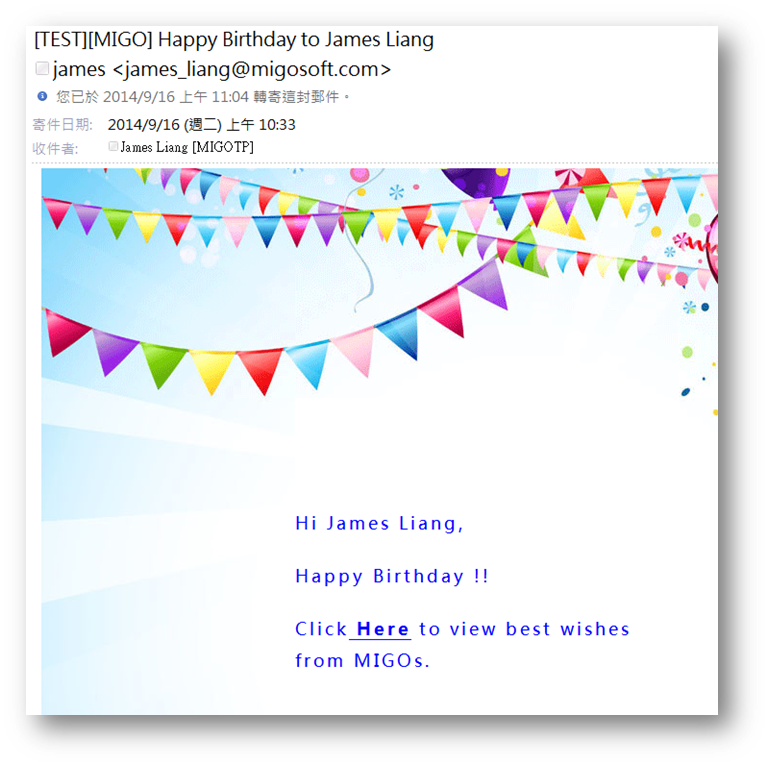 [TEST][MIGO] Happy Birthday to James Liang
james <james_liang@migosoft.com>
您已於 2014/9/16 上午 11:04 轉寄這封郵件。
寄件日期: 2014/9/16 (週二) 上午 10:33
收件者: James Liang [MIGOTP]
Hi James Liang,
Happy Birthday !!
Click Here to view best wishes
from MIGOs.